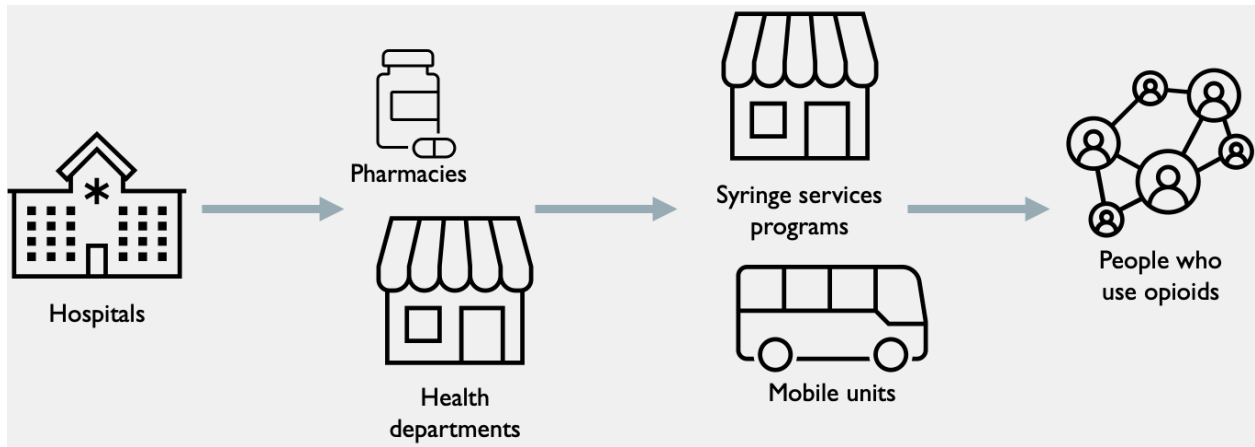 Hospitals
Pharmacies
Health
departments
Syringe services
programs
Mobile units
People who
use opioids